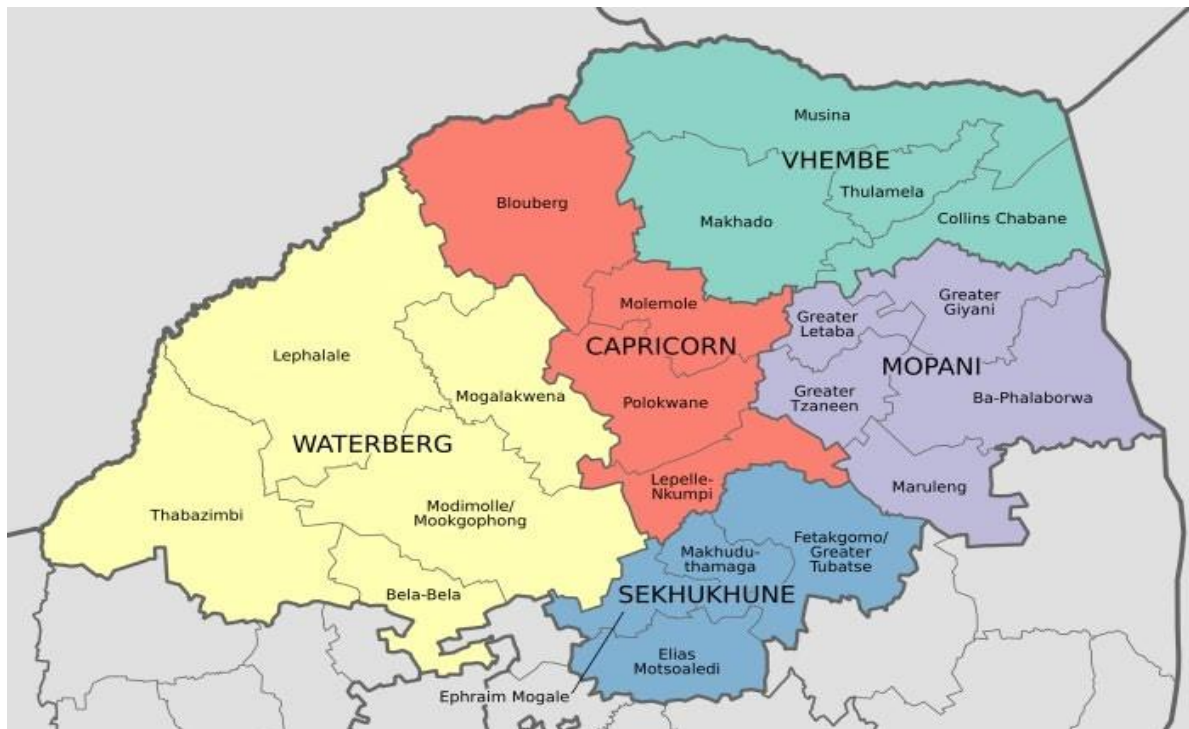 Musina
VHEMBE
Thulamela
Makhado
Collins Chabane
Blouberg
Molemole
CAPRICORN
Polokwane
Lepelle-
Nkumpi
Greater
Letaba
Greater
Giyani
MOPANI
Greater
Tzaneen
Ba-Phalaborwa
Maruleng
Lephalale
Mogalakwena
WATERBERG
Thabazimbi
Modimolle/
Mookgophong
Bela-Bela
Makhudu-
thamaga
Fetakgomo/
Greater
Tubatse
SEKHUKHUNE
Elias
Motsoaledi
Ephraim Mogale